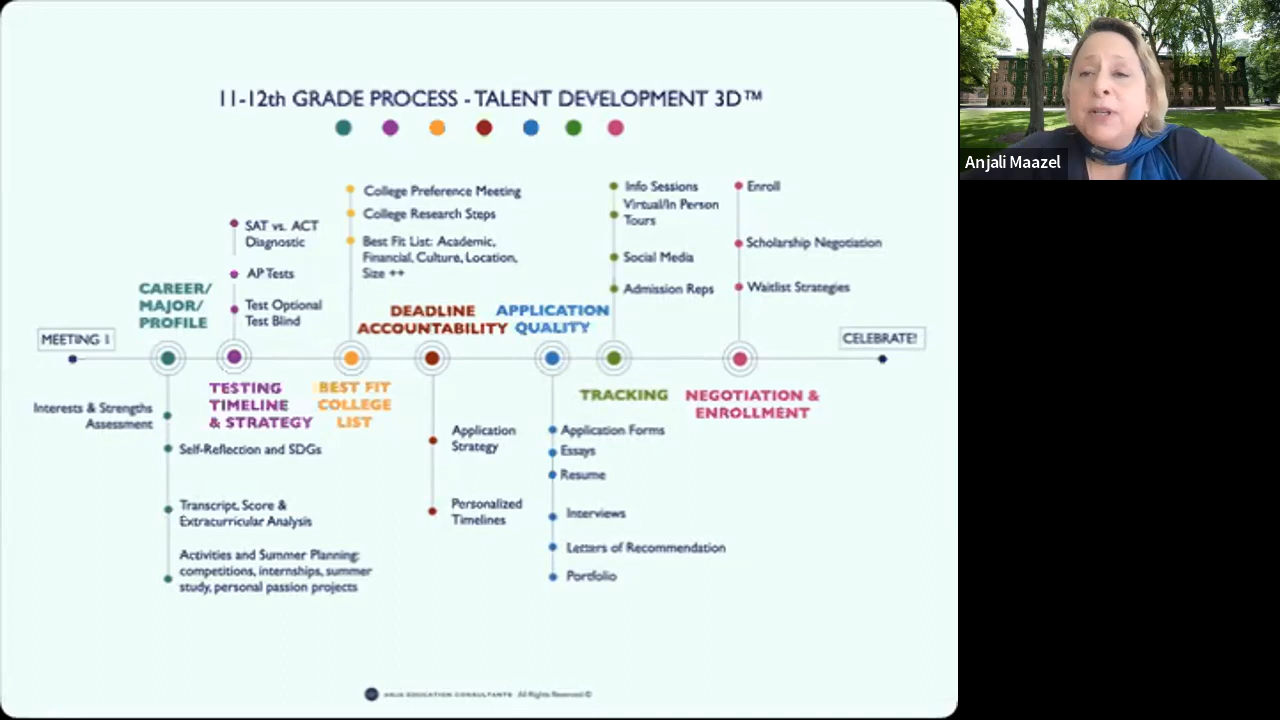 11-12th GRADE PROCESS - TALENT DEVELOPMENT 3D™
Anjali Maazel
MEETING 1
CAREER/
MAJOR/
PROFILE
Interests & Strengths
Assessment
Self-Reflection and SDGs
Transcript, Score &
Extracurricular Analysis
Activities and Summer Planning:
competitions, internships, summer
study, personal passion projects
SAT vs. ACT
Diagnostic
AP Tests
Test Optional
Test Blind
TESTING
TIMELINE
& STRATEGY
College Preference Meeting
College Research Steps
Best Fit List: Academic,
Financial, Culture, Location,
Size ++
BEST FIT
COLLEGE
LIST
DEADLINE
ACCOUNTABILITY
Application
Strategy
Personalized
Timelines
APPLICATION
QUALITY
Application Forms
Essays
Resume
Interviews
Letters of Recommendation
Portfolio
Info Sessions
Virtual/In Person
Tours
Social Media
Admission Reps
TRACKING
Enroll
Scholarship Negotiation
Waitlist Strategies
NEGOTIATION &
ENROLLMENT
CELEBRATE!
EDUCATION CONSULTANTS All Rights Reserved ©